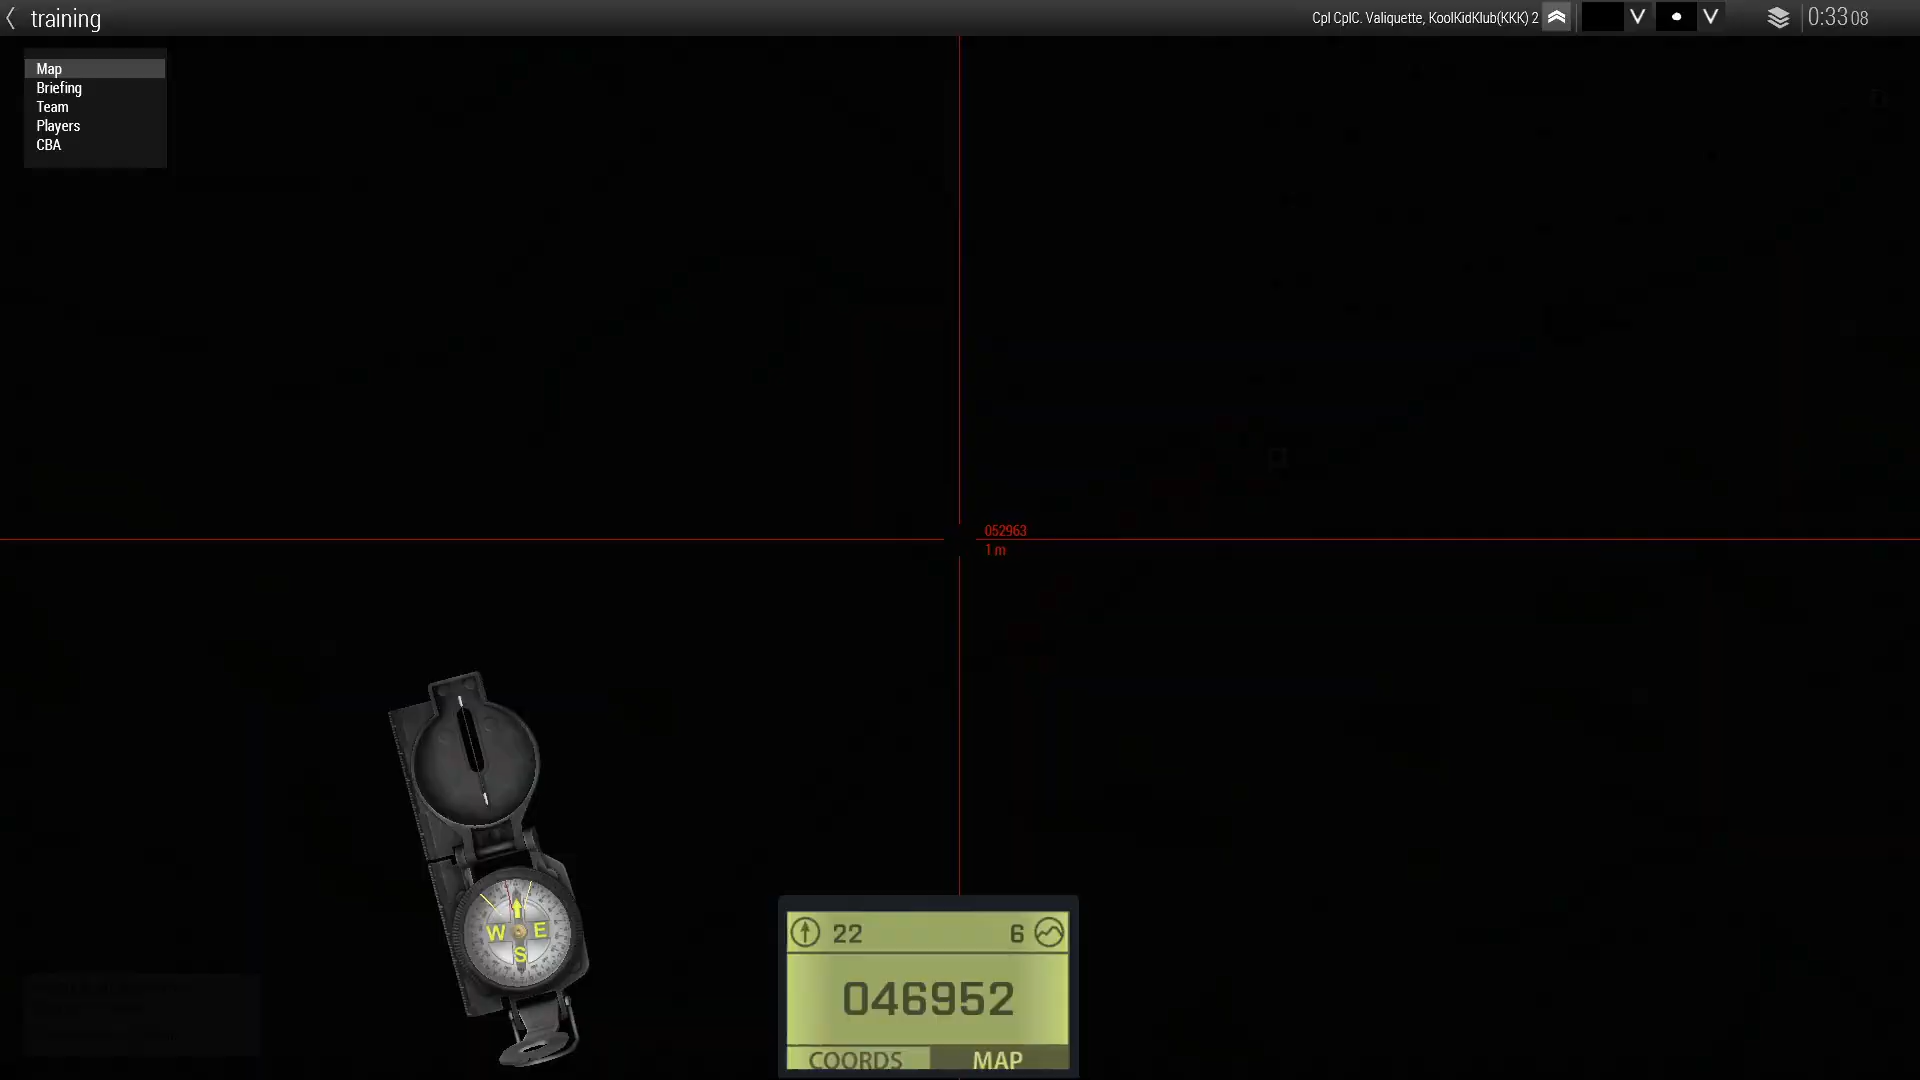 training
Cpl CplC. Valiquette, KoolKidKlub(KKK) 2
0:33 08
Map
Briefing
Team
Players
CBA
052963
1 m
W E
S
22 6
046952
COORDS MAP